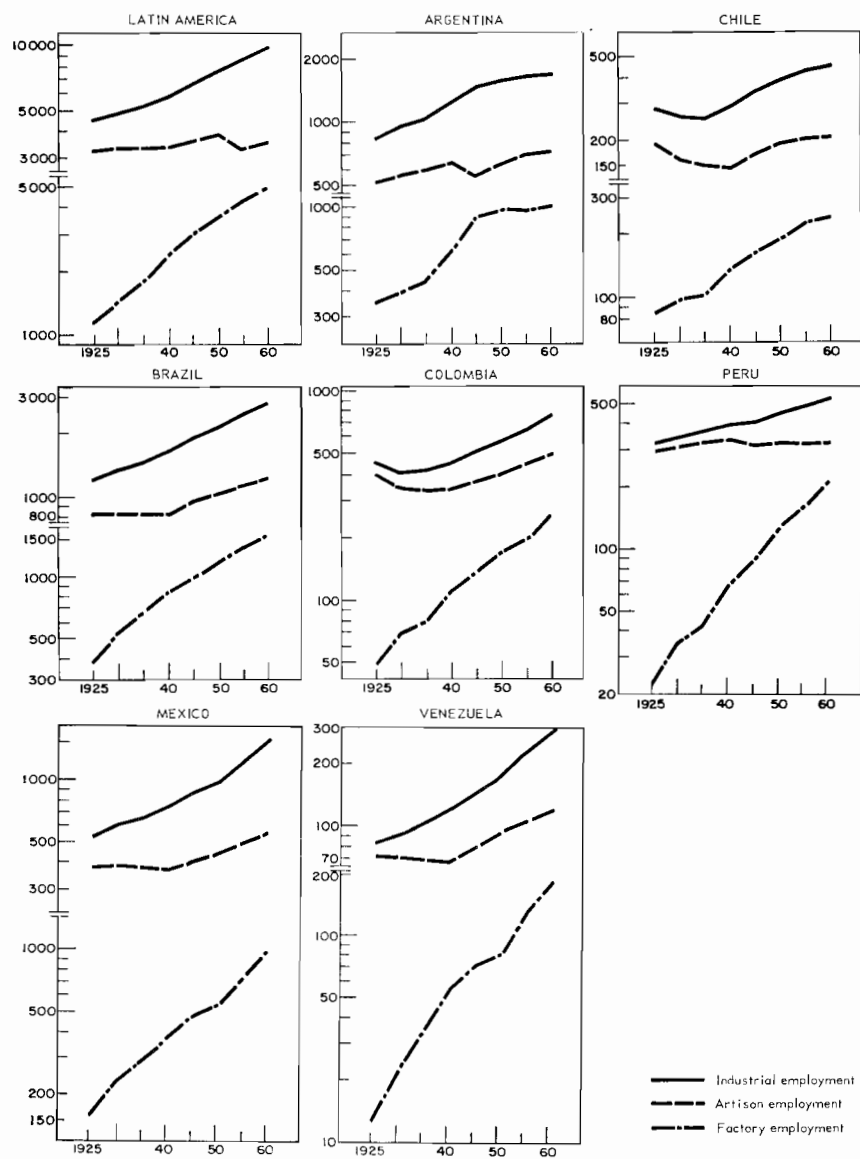 LATIN AMERICA
10000
5000
3000
5000
1000
1925 40 50 60
ARGENTINA
2000
1000
500
1000
500
300
1925 40 50 60
CHILE
500
200
150
300
100
80
1925 40 50 60
BRAZIL
3000
1000
800
1500
1000
500
300
1925 40 50 60
COLOMBIA
1000
500
100
50
1925 40 50 60
PERU
500
100
50
20
1925 40 50 60
MEXICO
1000
500
300
1000
500
200
150
1925 40 50 60
VENEZUELA
300
200
100
70
200
100
50
10
1925 40 50 60
Industrial employment
Artison employment
Factory employment